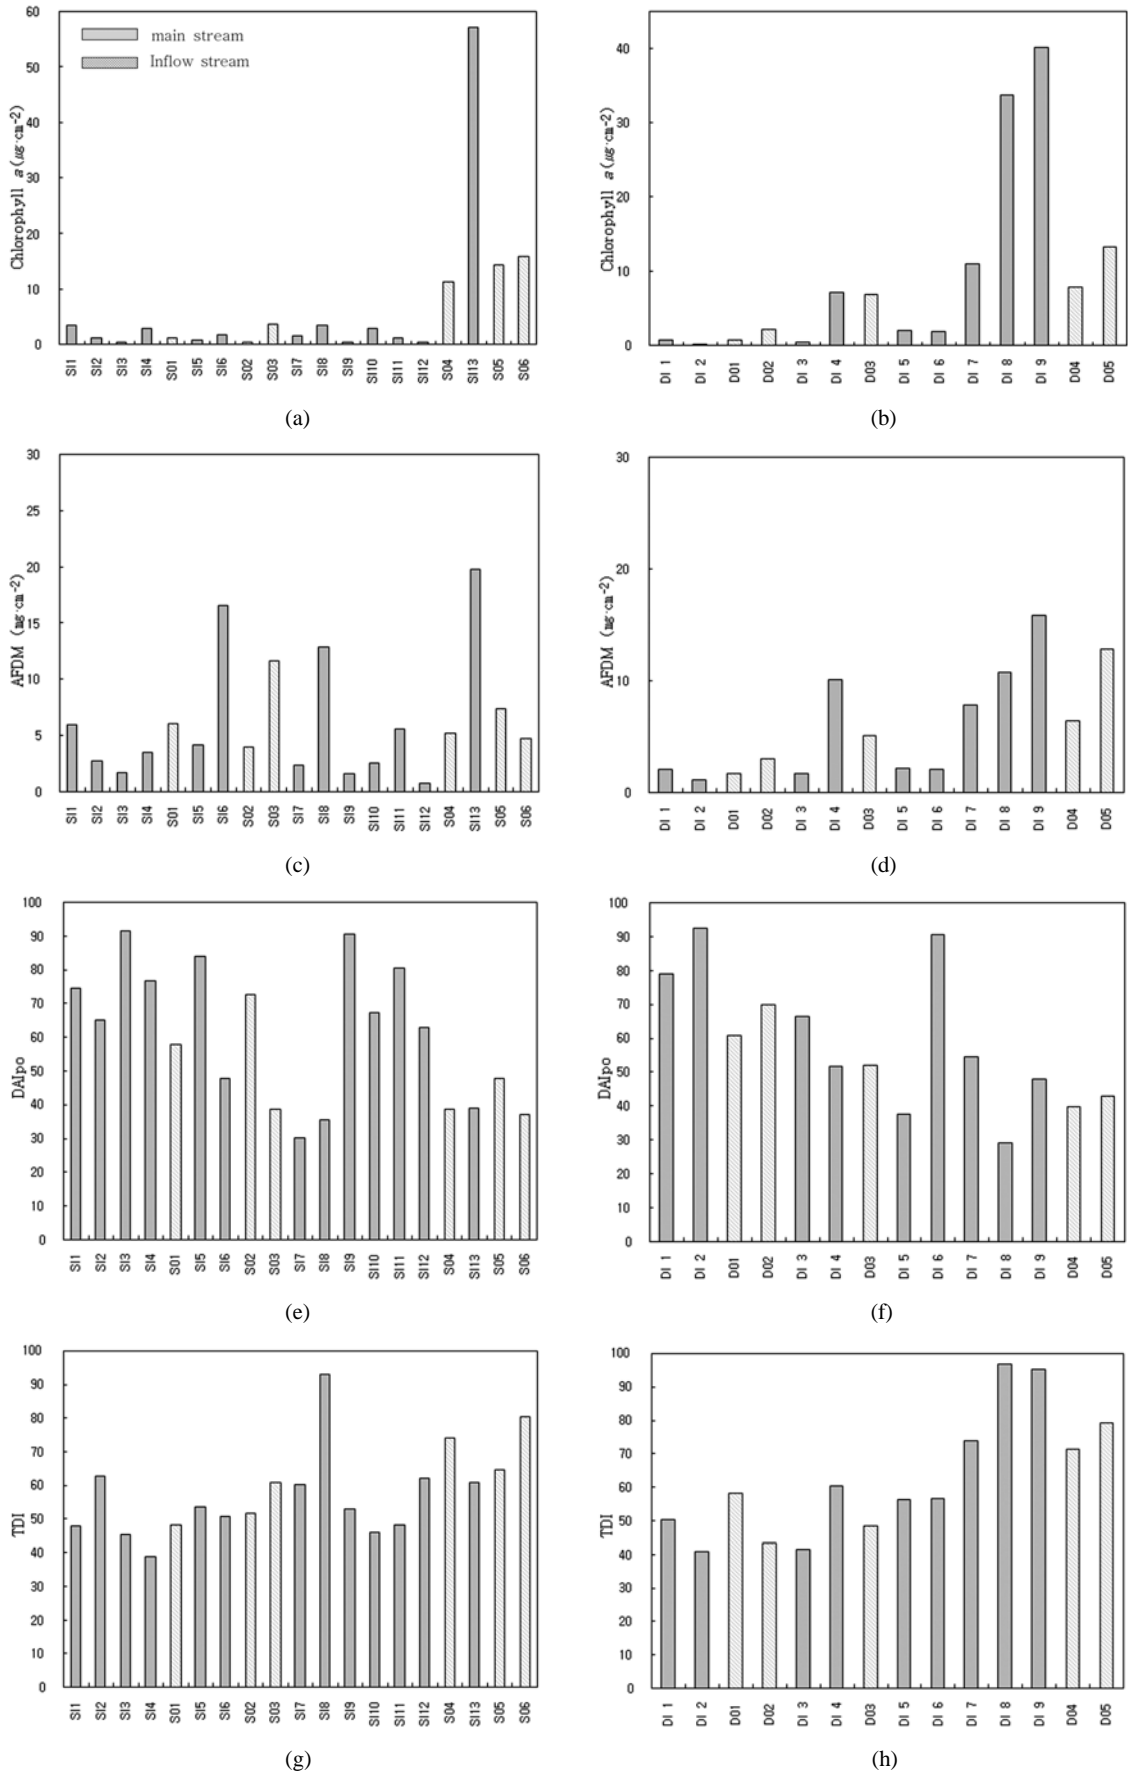 60
50
40
30
20
10
0
Chlorophyll a(µg·cm-2)
main stream
Inflow stream
SI1 SI2 SI3 SI4 S01 SI5 SI6 S02 S03 SI7 SI8 SI9 SI10 SI11 SI12 S04 SI13 S05 S06
(a)
40
30
20
10
0
Chlorophyll a(µg·cm-2)
DI 1 DI 2 D01 D02 DI 3 DI 4 D03 DI 5 DI 6 DI 7 DI 8 DI 9 D04 D05
(b)
30
25
20
15
10
5
0
AFDM (mg·cm-2)
SI1 SI2 SI3 SI4 S01 SI5 SI6 S02 S03 SI7 SI8 SI9 SI10 SI11 SI12 S04 SI13 S05 S06
(c)
30
20
10
0
AFDM (mg·cm-2)
DI 1 DI 2 D01 D02 DI 3 DI 4 D03 DI 5 DI 6 DI 7 DI 8 DI 9 D04 D05
(d)
100
90
80
70
60
50
40
30
20
10
0
DAIpo
SI1 SI2 SI3 SI4 S01 SI5 SI6 S02 S03 SI7 SI8 SI9 SI10 SI11 SI12 S04 SI13 S05 S06
(e)
100
90
80
70
60
50
40
30
20
10
0
DAIpo
DI 1 DI 2 D01 D02 DI 3 DI 4 D03 DI 5 DI 6 DI 7 DI 8 DI 9 D04 D05
(f)
100
90
80
70
60
50
40
30
20
10
0
TDI
SI1 SI2 SI3 SI4 S01 SI5 SI6 S02 S03 SI7 SI8 SI9 SI10 SI11 SI12 S04 SI13 S05 S06
(g)
100
90
80
70
60
50
40
30
20
10
0
TDI
DI 1 DI 2 D01 D02 DI 3 DI 4 D03 DI 5 DI 6 DI 7 DI 8 DI 9 D04 D05
(h)